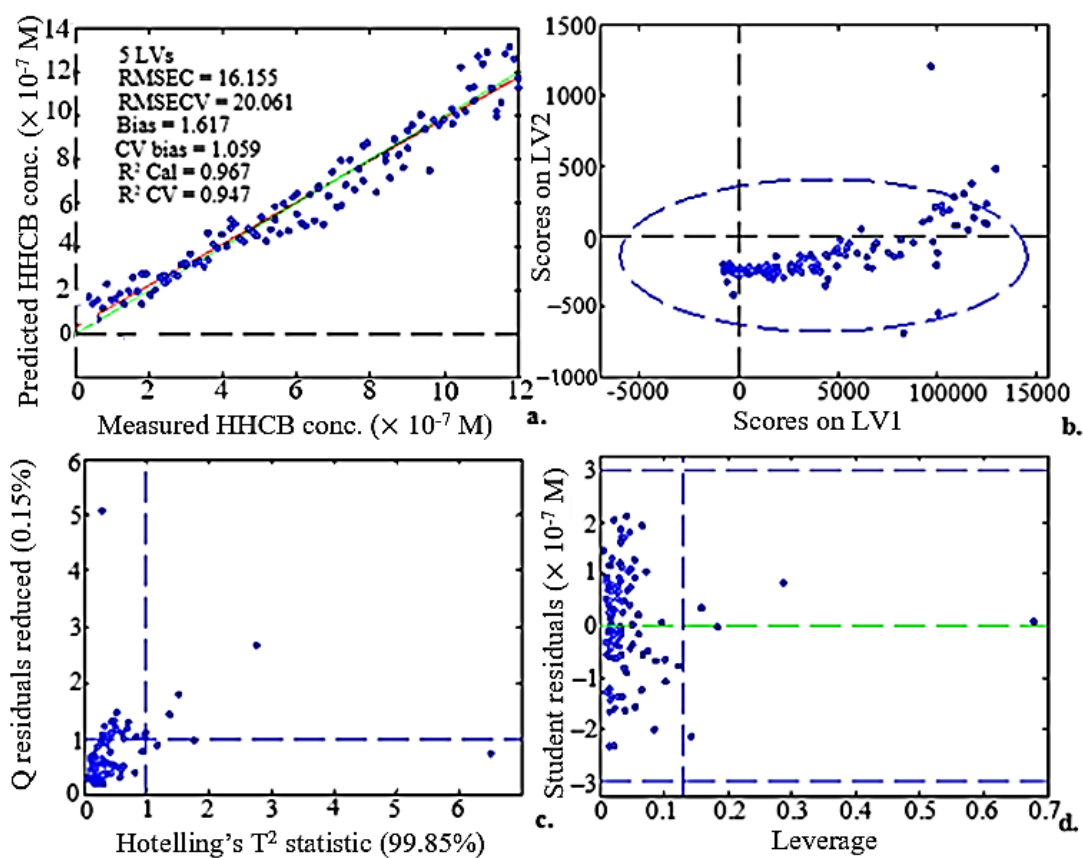 Predicted HHCB conc. (× 10⁻⁷ M)
14
12
10
8
6
4
2
0
5 LVs
RMSEC = 16.155
RMSECV = 20.061
Bias = 1.617
CV bias = 1.059
R² Cal = 0.967
R² CV = 0.947
0 2 4 6 8 10 12
Measured HHCB conc. (× 10⁻⁷ M)
a.
Scores on LV2
1500
1000
500
0
−500
−1000
-5000 0 5000 100000 15000
Scores on LV1
b.
Q residuals reduced (0.15%)
6
5
4
3
2
1
0
0 1 2 3 4 5 6
Hotelling's T² statistic (99.85%)
c.
Student residuals (× 10⁻⁷ M)
3
2
1
0
−1
−2
−3
0 0.1 0.2 0.3 0.4 0.5 0.6 0.7
Leverage
d.